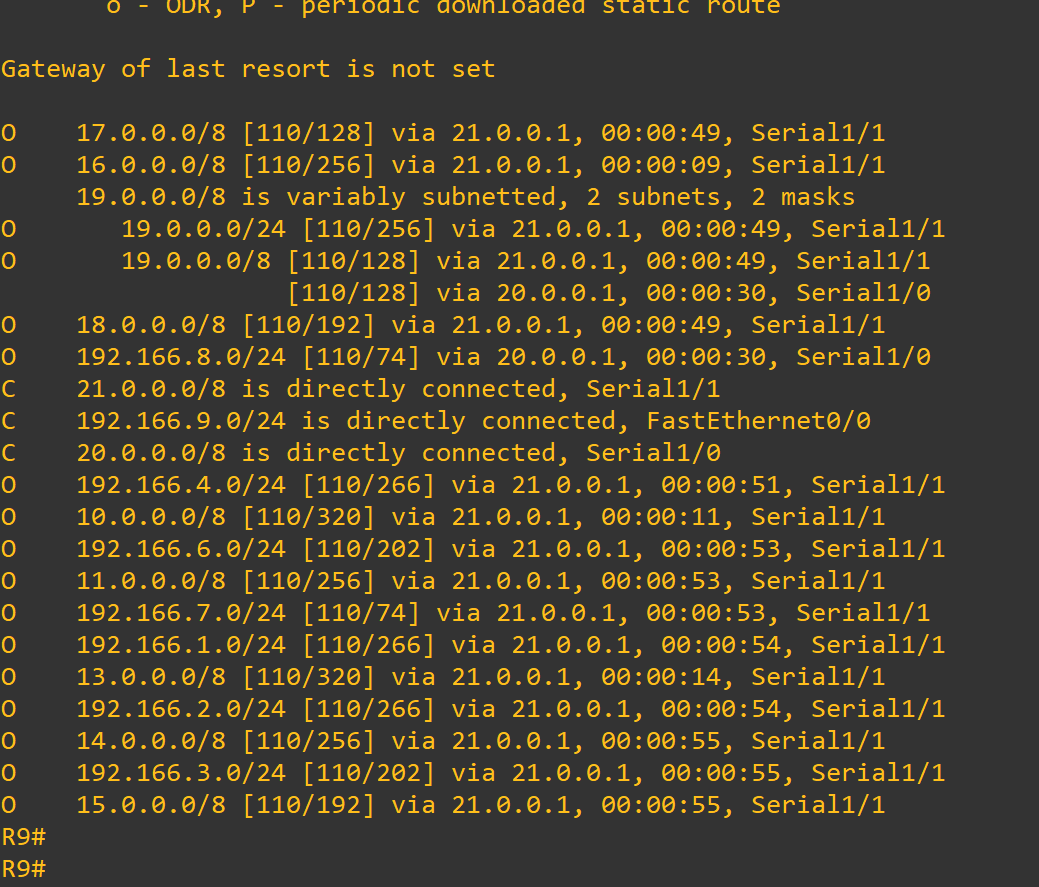 o - ODR, P - periodic downloaded static route
Gateway of last resort is not set
O    17.0.0.0/8 [110/128] via 21.0.0.1, 00:00:49, Serial1/1
O    16.0.0.0/8 [110/256] via 21.0.0.1, 00:00:09, Serial1/1
     19.0.0.0/8 is variably subnetted, 2 subnets, 2 masks
O       19.0.0.0/24 [110/256] via 21.0.0.1, 00:00:49, Serial1/1
O       19.0.0.0/8 [110/128] via 21.0.0.1, 00:00:49, Serial1/1
                   [110/128] via 20.0.0.1, 00:00:30, Serial1/0
O    18.0.0.0/8 [110/192] via 21.0.0.1, 00:00:49, Serial1/1
O    192.166.8.0/24 [110/74] via 20.0.0.1, 00:00:30, Serial1/0
C    21.0.0.0/8 is directly connected, Serial1/1
C    192.166.9.0/24 is directly connected, FastEthernet0/0
C    20.0.0.0/8 is directly connected, Serial1/0
O    192.166.4.0/24 [110/266] via 21.0.0.1, 00:00:51, Serial1/1
O    10.0.0.0/8 [110/320] via 21.0.0.1, 00:00:11, Serial1/1
O    192.166.6.0/24 [110/202] via 21.0.0.1, 00:00:53, Serial1/1
O    11.0.0.0/8 [110/256] via 21.0.0.1, 00:00:53, Serial1/1
O    192.166.7.0/24 [110/74] via 21.0.0.1, 00:00:53, Serial1/1
O    192.166.1.0/24 [110/266] via 21.0.0.1, 00:00:54, Serial1/1
O    13.0.0.0/8 [110/320] via 21.0.0.1, 00:00:14, Serial1/1
O    192.166.2.0/24 [110/266] via 21.0.0.1, 00:00:54, Serial1/1
O    14.0.0.0/8 [110/256] via 21.0.0.1, 00:00:55, Serial1/1
O    192.166.3.0/24 [110/202] via 21.0.0.1, 00:00:55, Serial1/1
O    15.0.0.0/8 [110/192] via 21.0.0.1, 00:00:55, Serial1/1
R9#
R9#